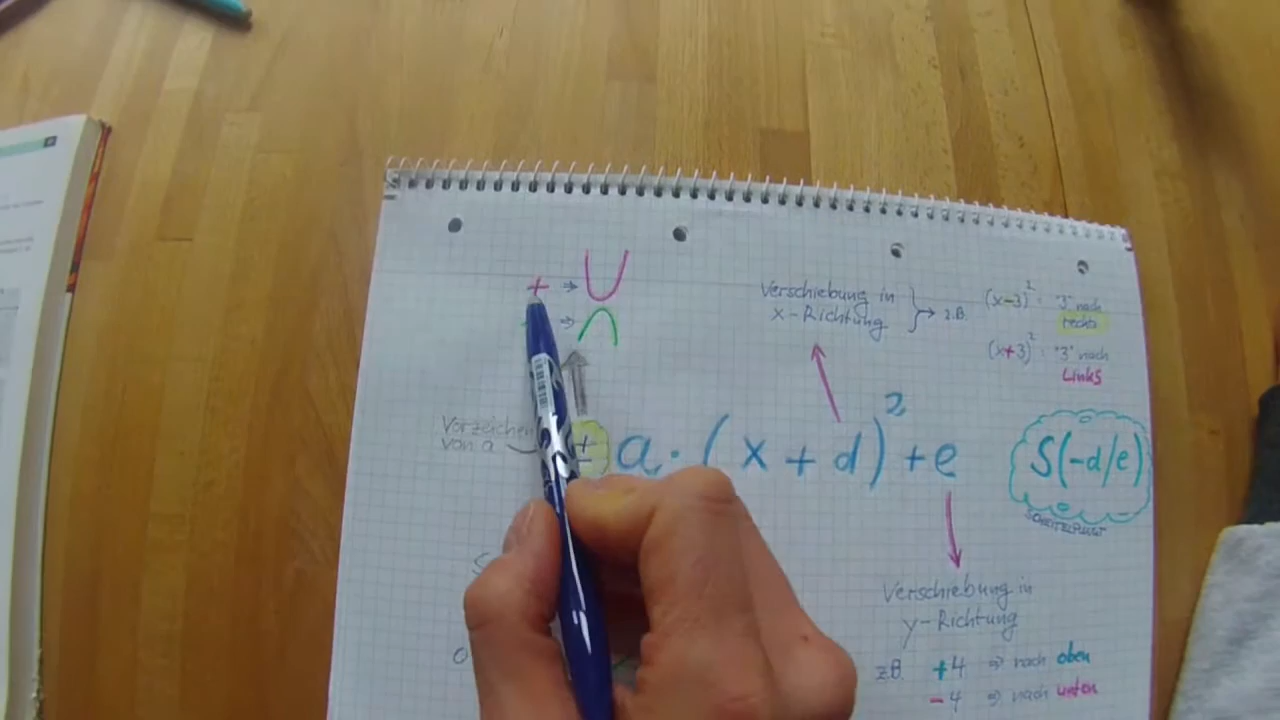 + ⇒
⇒
Verschiebung in
x-Richtung
z.B.
(x-3)² = "3" nach
rechts
(x+3)² = "3" nach
Links
Vorzeichen
von a
± a · (x + d)² + e
S(-d/e)
SCHEITELPUNKT
Verschiebung in
y-Richtung
z.B. +4 ⇒ nach oben
-4 ⇒ nach unten